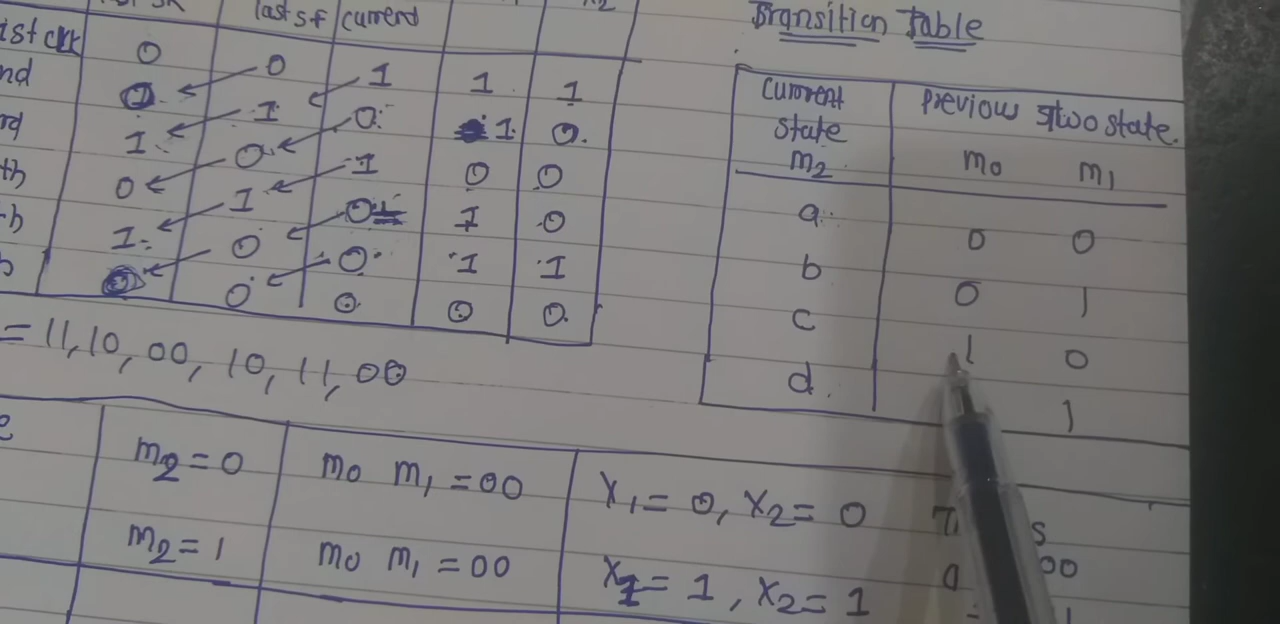 last sf current
Transition Table
ist clk 0 0 1 1 1
nd 0 1 0 1 0
rd 1 0 1 0 0
th 0 1 0 1 0
th 1 0 0 1 1
0 0 0 0 0
current state m2 previous two state. m0 m1
a 0 0
b 0 1
c 1 0
d 1
= 11, 10, 00, 10, 11, 00
m2 = 0 m0 m1 = 00 X1 = 0, X2 = 0
m2 = 1 m0 m1 = 00 X1 = 1, X2 = 1